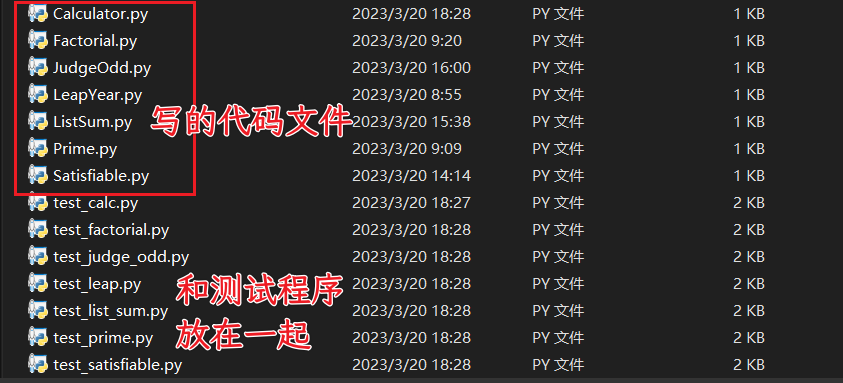 Calculator.py 2023/3/20 18:28 PY 文件 1 KB
Factorial.py 2023/3/20 9:20 PY 文件 1 KB
JudgeOdd.py 2023/3/20 16:00 PY 文件 1 KB
LeapYear.py 2023/3/20 8:55 PY 文件 1 KB
写的代码文件
ListSum.py 2023/3/20 15:38 PY 文件 1 KB
Prime.py 2023/3/20 9:09 PY 文件 1 KB
Satisfiable.py 2023/3/20 14:14 PY 文件 1 KB
test_calc.py 2023/3/20 18:27 PY 文件 2 KB
test_factorial.py 2023/3/20 18:28 PY 文件 2 KB
test_judge_odd.py 2023/3/20 18:28 PY 文件 2 KB
test_leap.py 2023/3/20 18:28 PY 文件 2 KB
和测试程序
test_list_sum.py 2023/3/20 18:28 PY 文件 2 KB
test_prime.py 2023/3/20 18:28 PY 文件 2 KB
放在一起
test_satisfiable.py 2023/3/20 18:28 PY 文件 2 KB